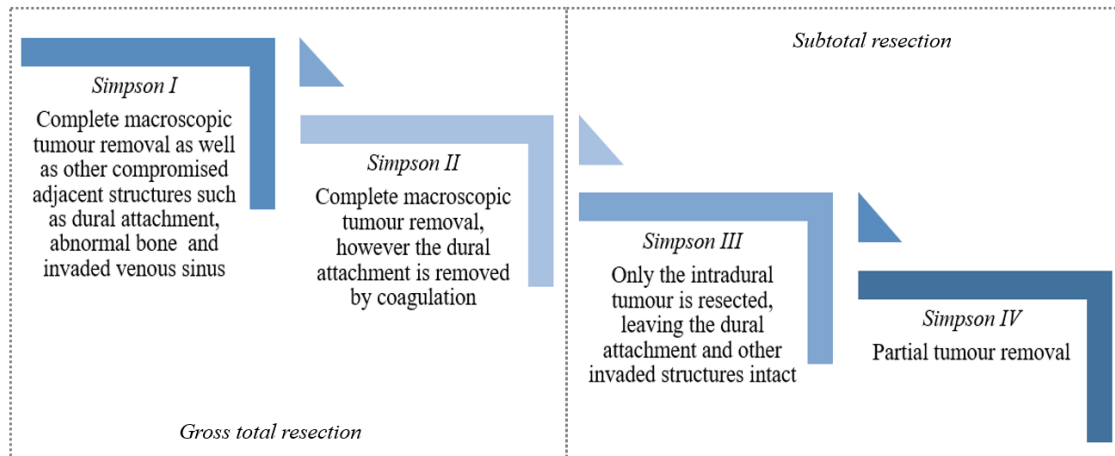 Simpson I
Complete macroscopic
tumour removal as well
as other compromised
adjacent structures such
as dural attachment,
abnormal bone and
invaded venous sinus
Simpson II
Complete macroscopic
tumour removal,
however the dural
attachment is removed
by coagulation
Gross total resection
Subtotal resection
Simpson III
Only the intradural
tumour is resected,
leaving the dural
attachment and other
invaded structures intact
Simpson IV
Partial tumour removal